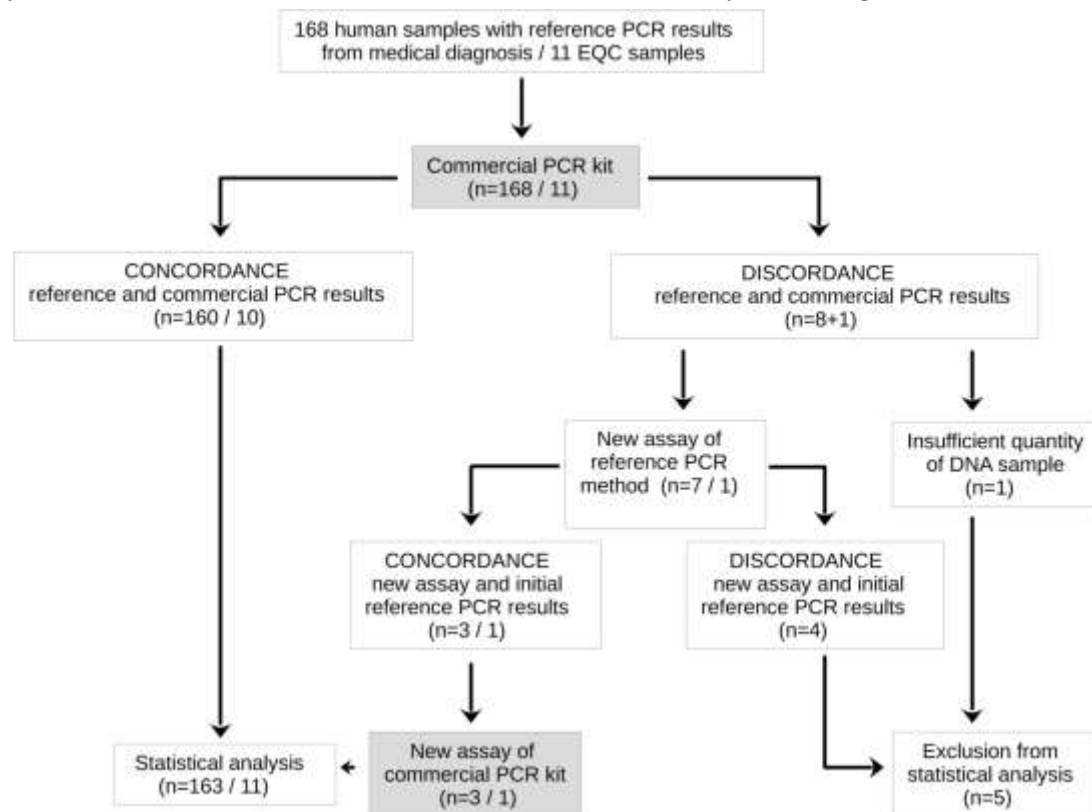 168 human samples with reference PCR results
from medical diagnosis / 11 EQC samples
Commercial PCR kit
(n=168 / 11)
CONCORDANCE
reference and commercial PCR results
(n=160 / 10)
DISCORDANCE
reference and commercial PCR results
(n=8+1)
New assay of
reference PCR
method (n=7 / 1)
Insufficient quantity
of DNA sample
(n=1)
CONCORDANCE
new assay and initial
reference PCR results
(n=3 / 1)
DISCORDANCE
new assay and initial
reference PCR results
(n=4)
Statistical analysis
(n=163 / 11)
New assay of
commercial PCR kit
(n=3 / 1)
Exclusion from
statistical analysis
(n=5)